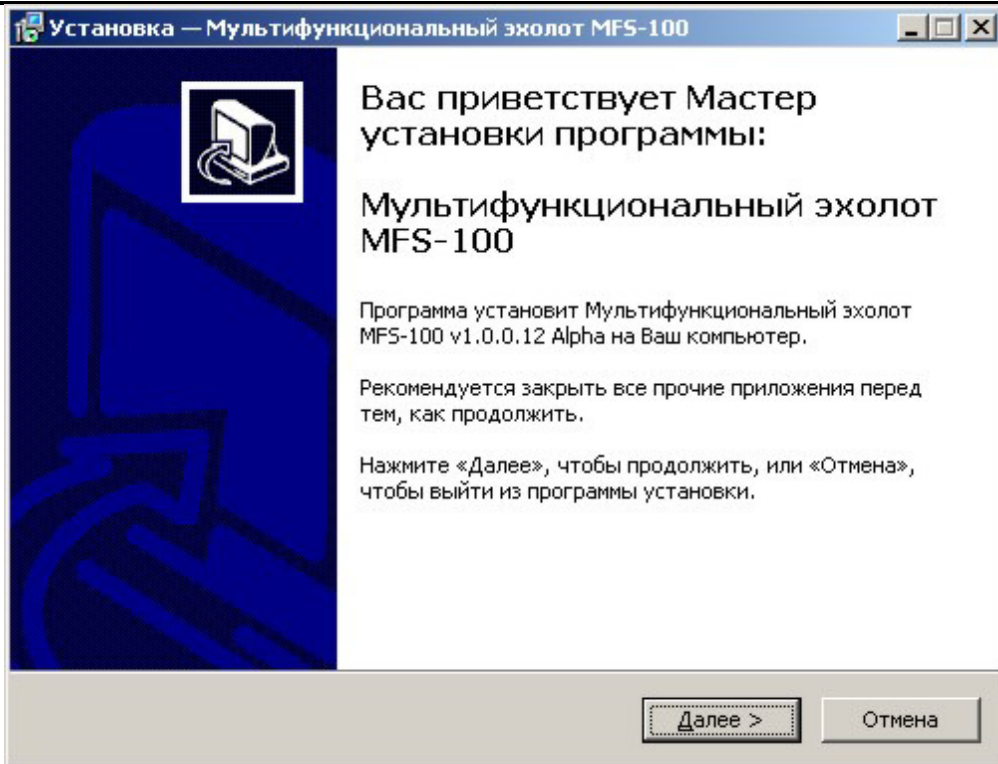 Установка — Мультифункциональный эхолот MFS-100
Вас приветствует Мастер
установки программы:
Мультифункциональный эхолот
MFS-100
Программа установит Мультифункциональный эхолот
MFS-100 v1.0.0.12 Alpha на Ваш компьютер.
Рекомендуется закрыть все прочие приложения перед
тем, как продолжить.
Нажмите «Далее», чтобы продолжить, или «Отмена»,
чтобы выйти из программы установки.
Далее >
Отмена